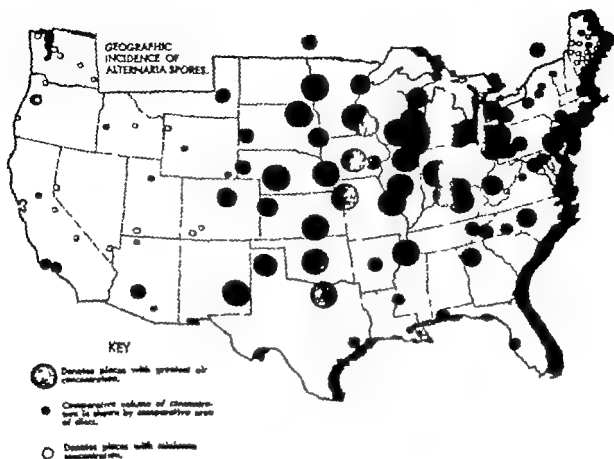 GEOGRAPHIC
INCIDENCE OF
ALTERNARIA SPORES.
KEY
Denotes places with greatest air
concentration.
Comparative volume of concentra-
tion is shown by comparative area
of discs.
Denotes places with minimum
concentration.